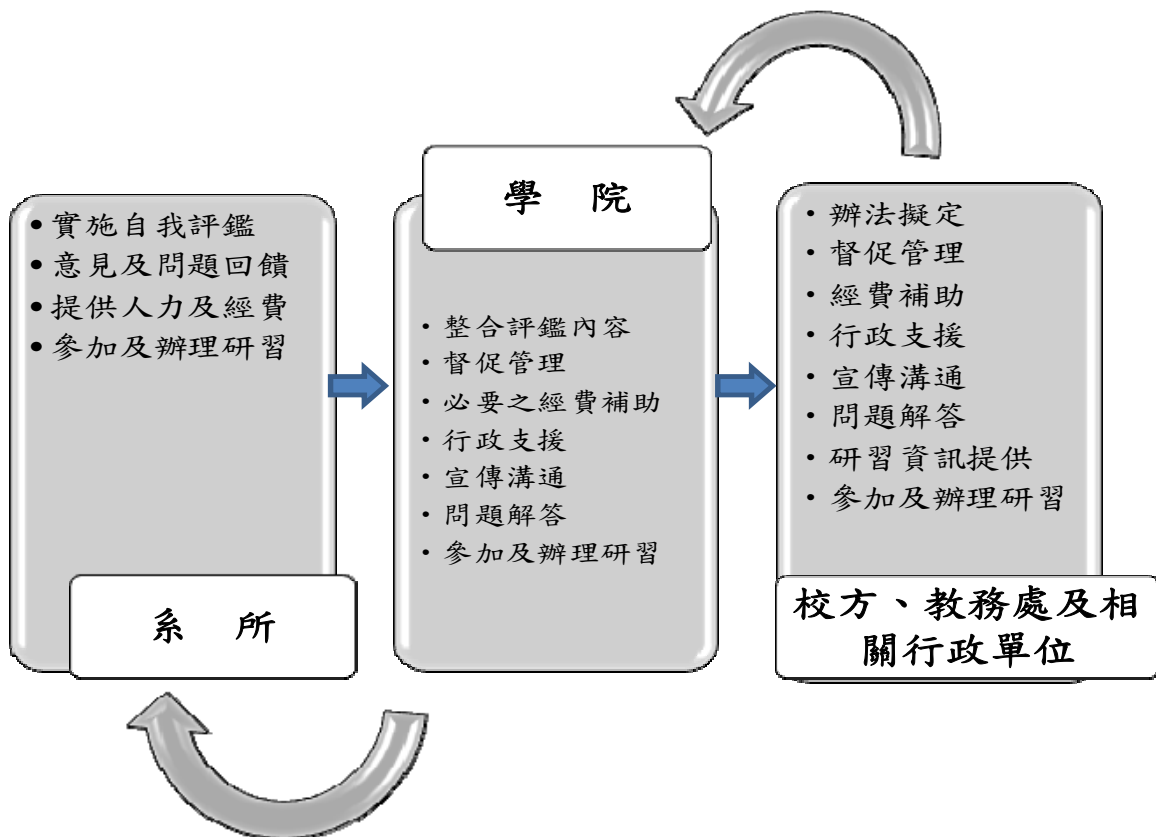 • 實施自我評鑑
• 意見及問題回饋
• 提供人力及經費
• 參加及辦理研習
系 所
學 院
• 整合評鑑內容
• 督促管理
• 必要之經費補助
• 行政支援
• 宣傳溝通
• 問題解答
• 參加及辦理研習
• 辦法擬定
• 督促管理
• 經費補助
• 行政支援
• 宣傳溝通
• 問題解答
• 研習資訊提供
• 參加及辦理研習
校方、教務處及相
關行政單位